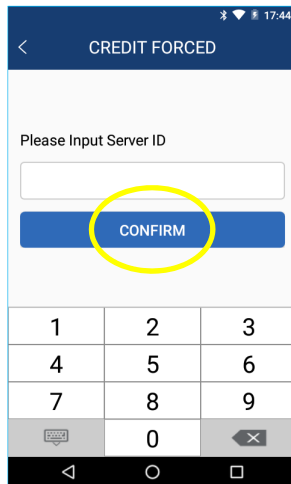 17:44
CREDIT FORCED
Please Input Server ID
CONFIRM
1 2 3
4 5 6
7 8 9
0